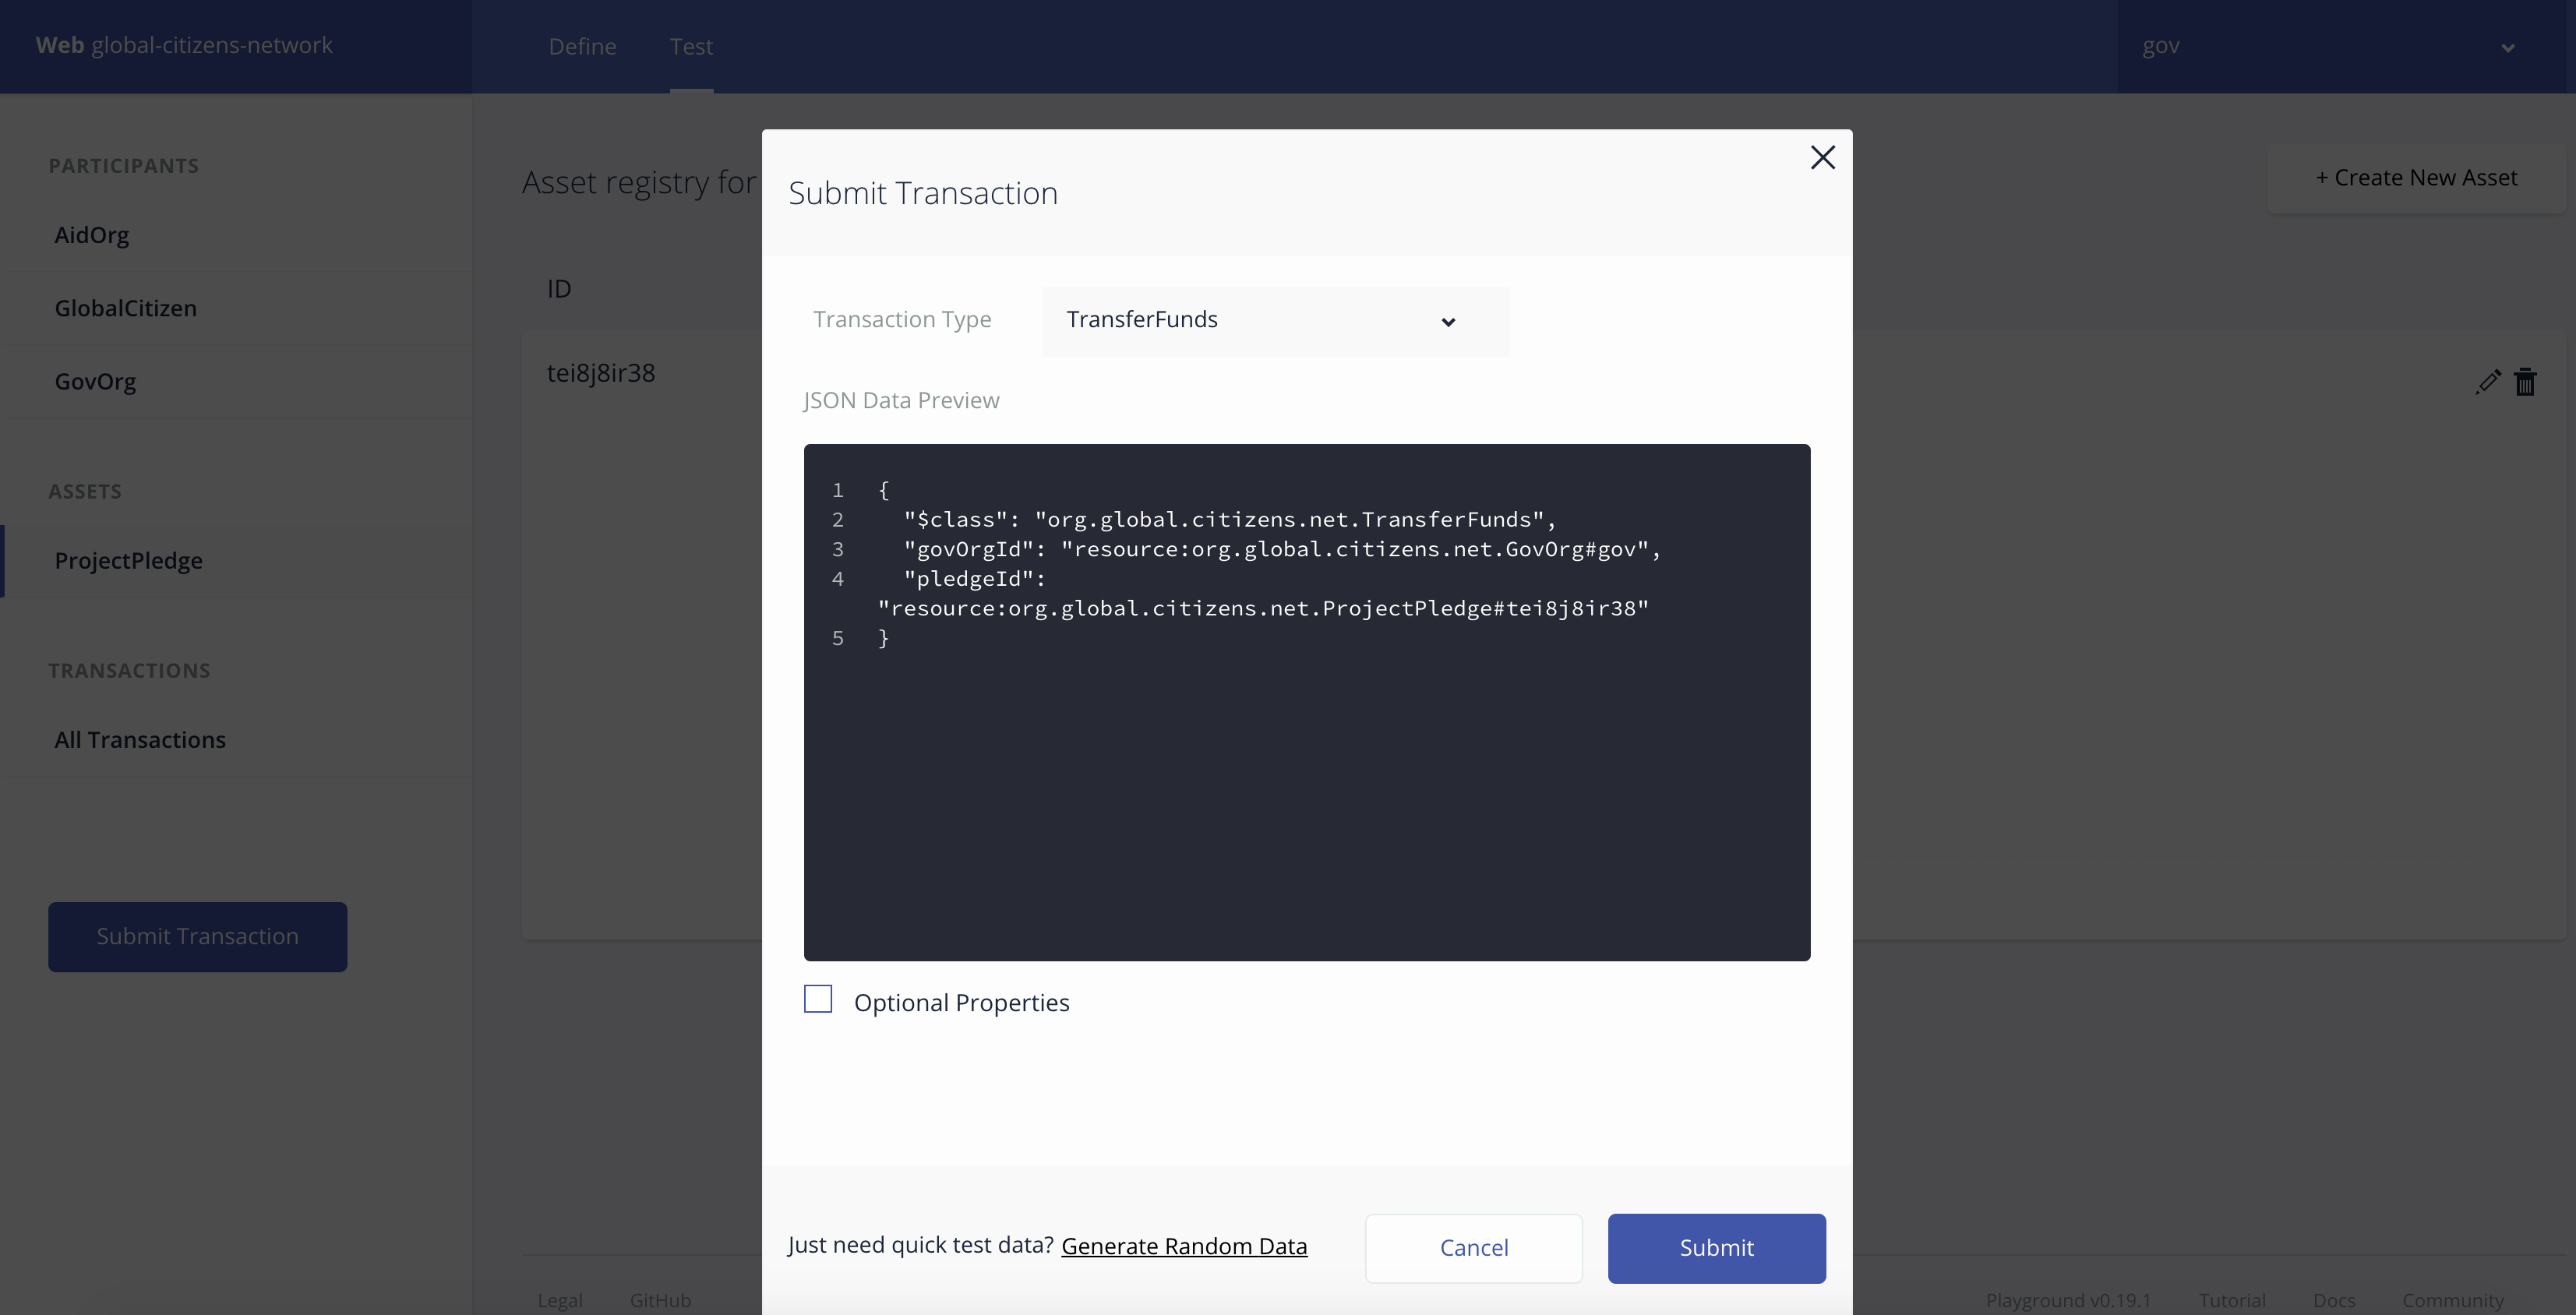 Web global-citizens-network
Define
Test
gov
PARTICIPANTS
AidOrg
GlobalCitizen
GovOrg
ASSETS
ProjectPledge
TRANSACTIONS
All Transactions
Submit Transaction
Asset registry for
+ Create New Asset
ID
tei8j8ir38
Submit Transaction
Transaction Type
TransferFunds
JSON Data Preview
1 {
2 "$class": "org.global.citizens.net.TransferFunds",
3 "govOrgId": "resource:org.global.citizens.net.GovOrg#gov",
4 "pledgeId":
"resource:org.global.citizens.net.ProjectPledge#tei8j8ir38"
5 }
Optional Properties
Just need quick test data? Generate Random Data
Cancel
Submit
Legal
GitHub
Playground v0.19.1
Tutorial
Docs
Community